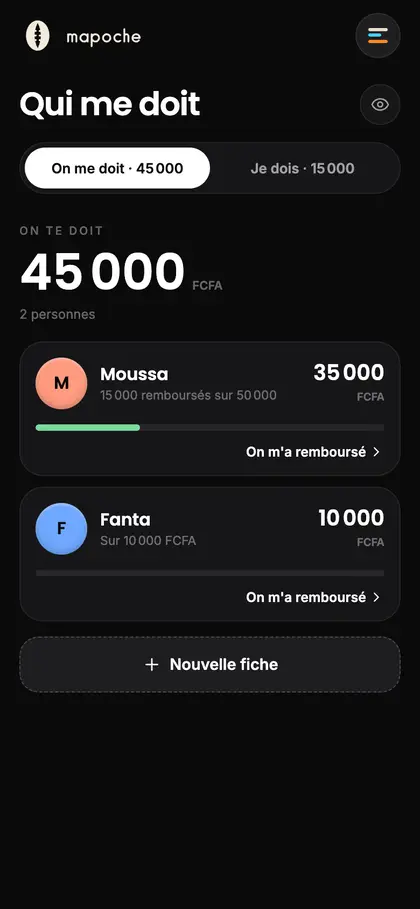 mapoche
Qui me doit
On me doit · 45 000
Je dois · 15 000
ON TE DOIT
45 000 FCFA
2 personnes
M
Moussa
35 000
15 000 remboursés sur 50 000
FCFA
On m'a remboursé
F
Fanta
10 000
Sur 10 000 FCFA
FCFA
On m'a remboursé
+ Nouvelle fiche